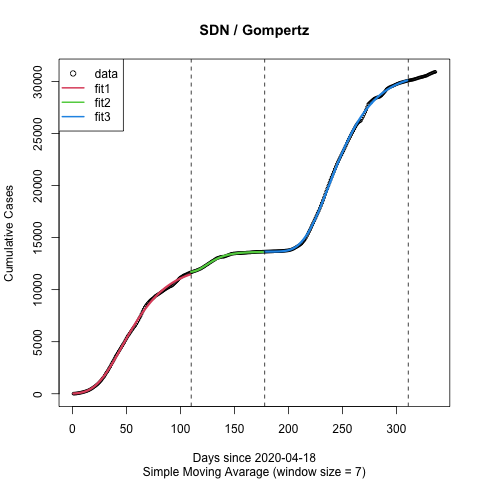 SDN / Gompertz
data
fit1
fit2
fit3
Cumulative Cases
30000
25000
20000
15000
10000
5000
0
0 50 100 150 200 250 300
Days since 2020-04-18
Simple Moving Avarage (window size = 7)